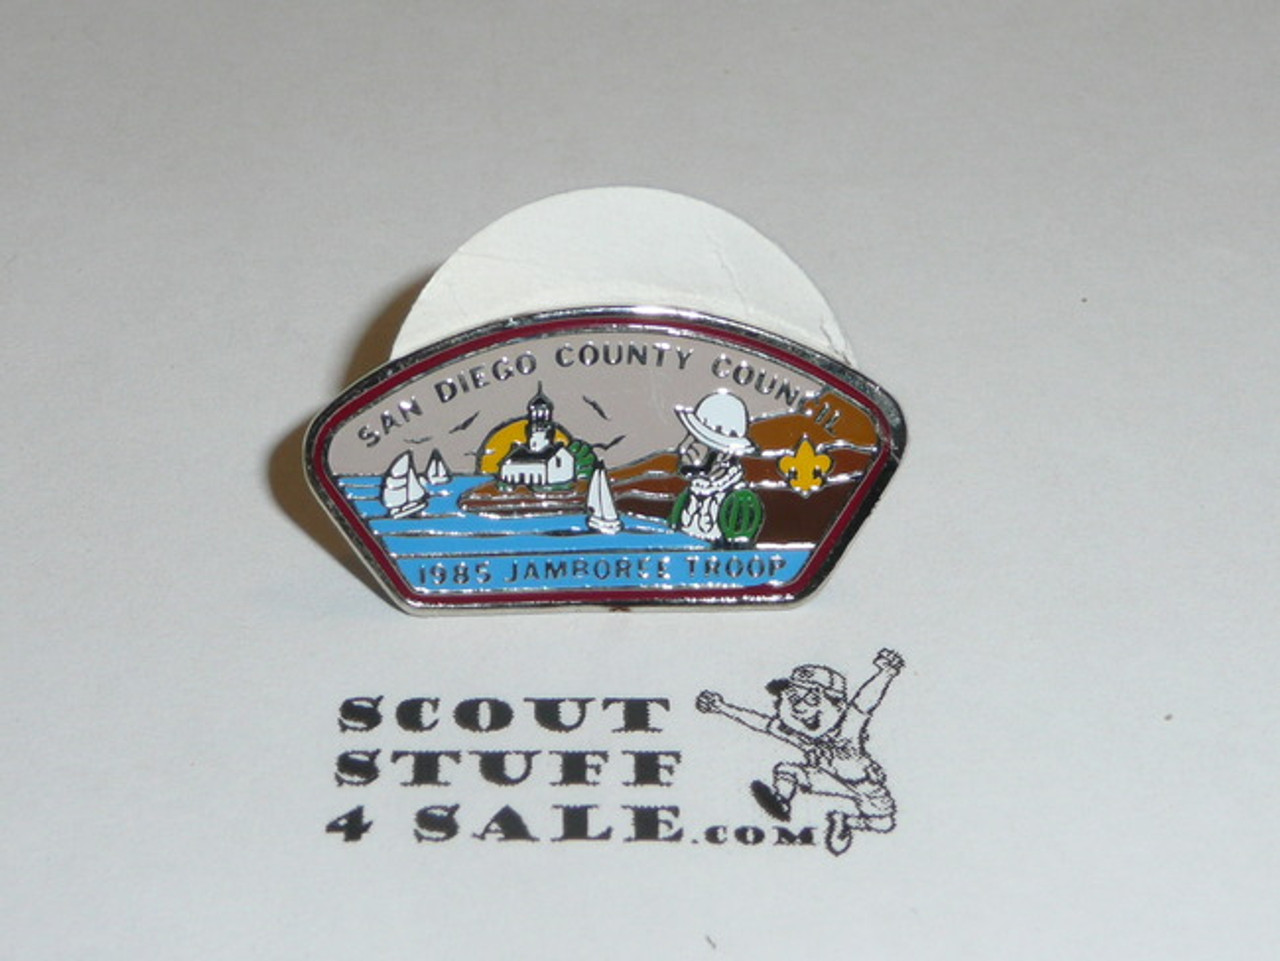 SAN DIEGO COUNTY COUNCIL
1985 JAMBOREE TROOP
SCOUT
STUFF
4 SALE.COM